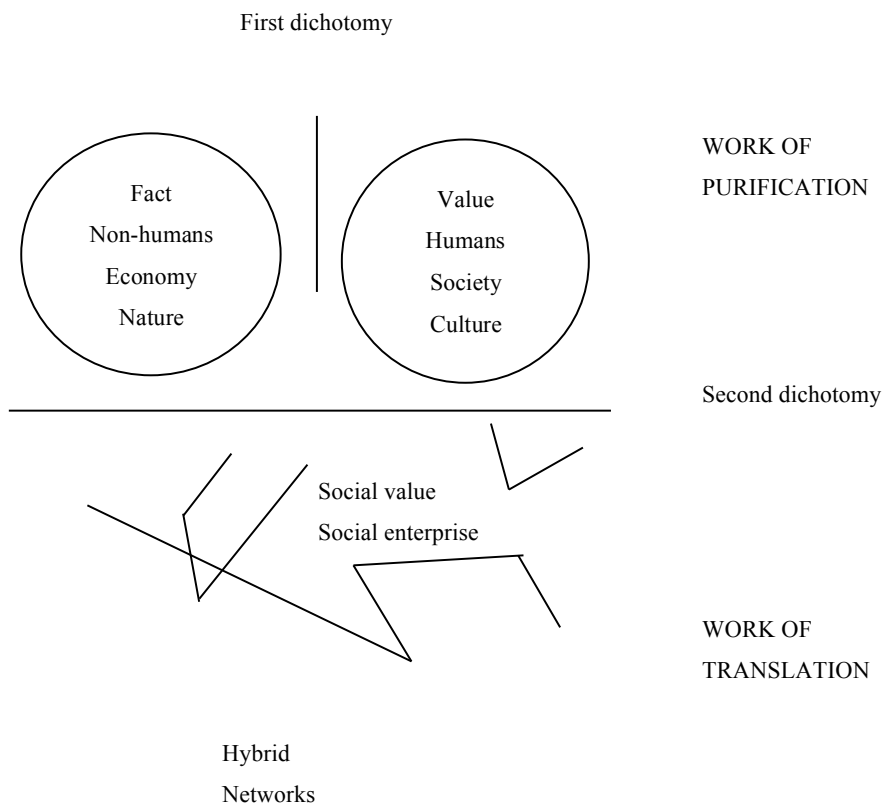 First dichotomy
WORK OF
PURIFICATION
Fact
Non-humans
Economy
Nature
Value
Humans
Society
Culture
Second dichotomy
Social value
Social enterprise
WORK OF
TRANSLATION
Hybrid
Networks